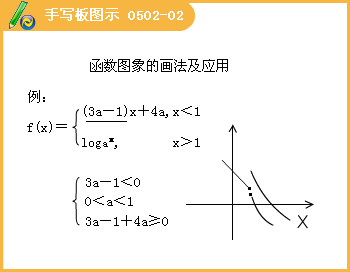 手写板图示 0502-02
函数图象的画法及应用
例：
f(x)＝{(3a－1)x＋4a,x＜1
logaˣ, x＞1
3a－1＜0
0＜a＜1
3a－1＋4a≥0
X